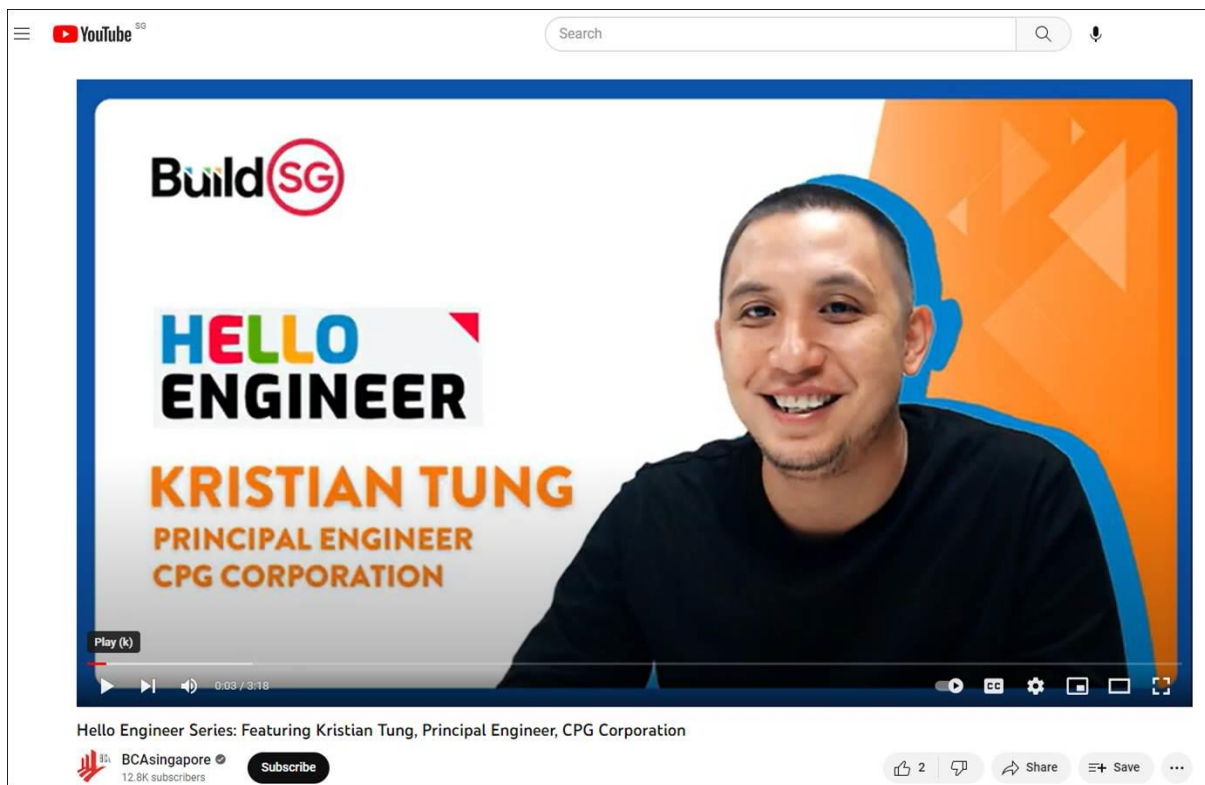 YouTube SG
Search
Build SG
HELLO
ENGINEER
KRISTIAN TUNG
PRINCIPAL ENGINEER
CPG CORPORATION
Play (k)
0:03 / 3:18
CC
Hello Engineer Series: Featuring Kristian Tung, Principal Engineer, CPG Corporation
BCA
BCAsingapore
12.8K subscribers
Subscribe
2
Share
Save